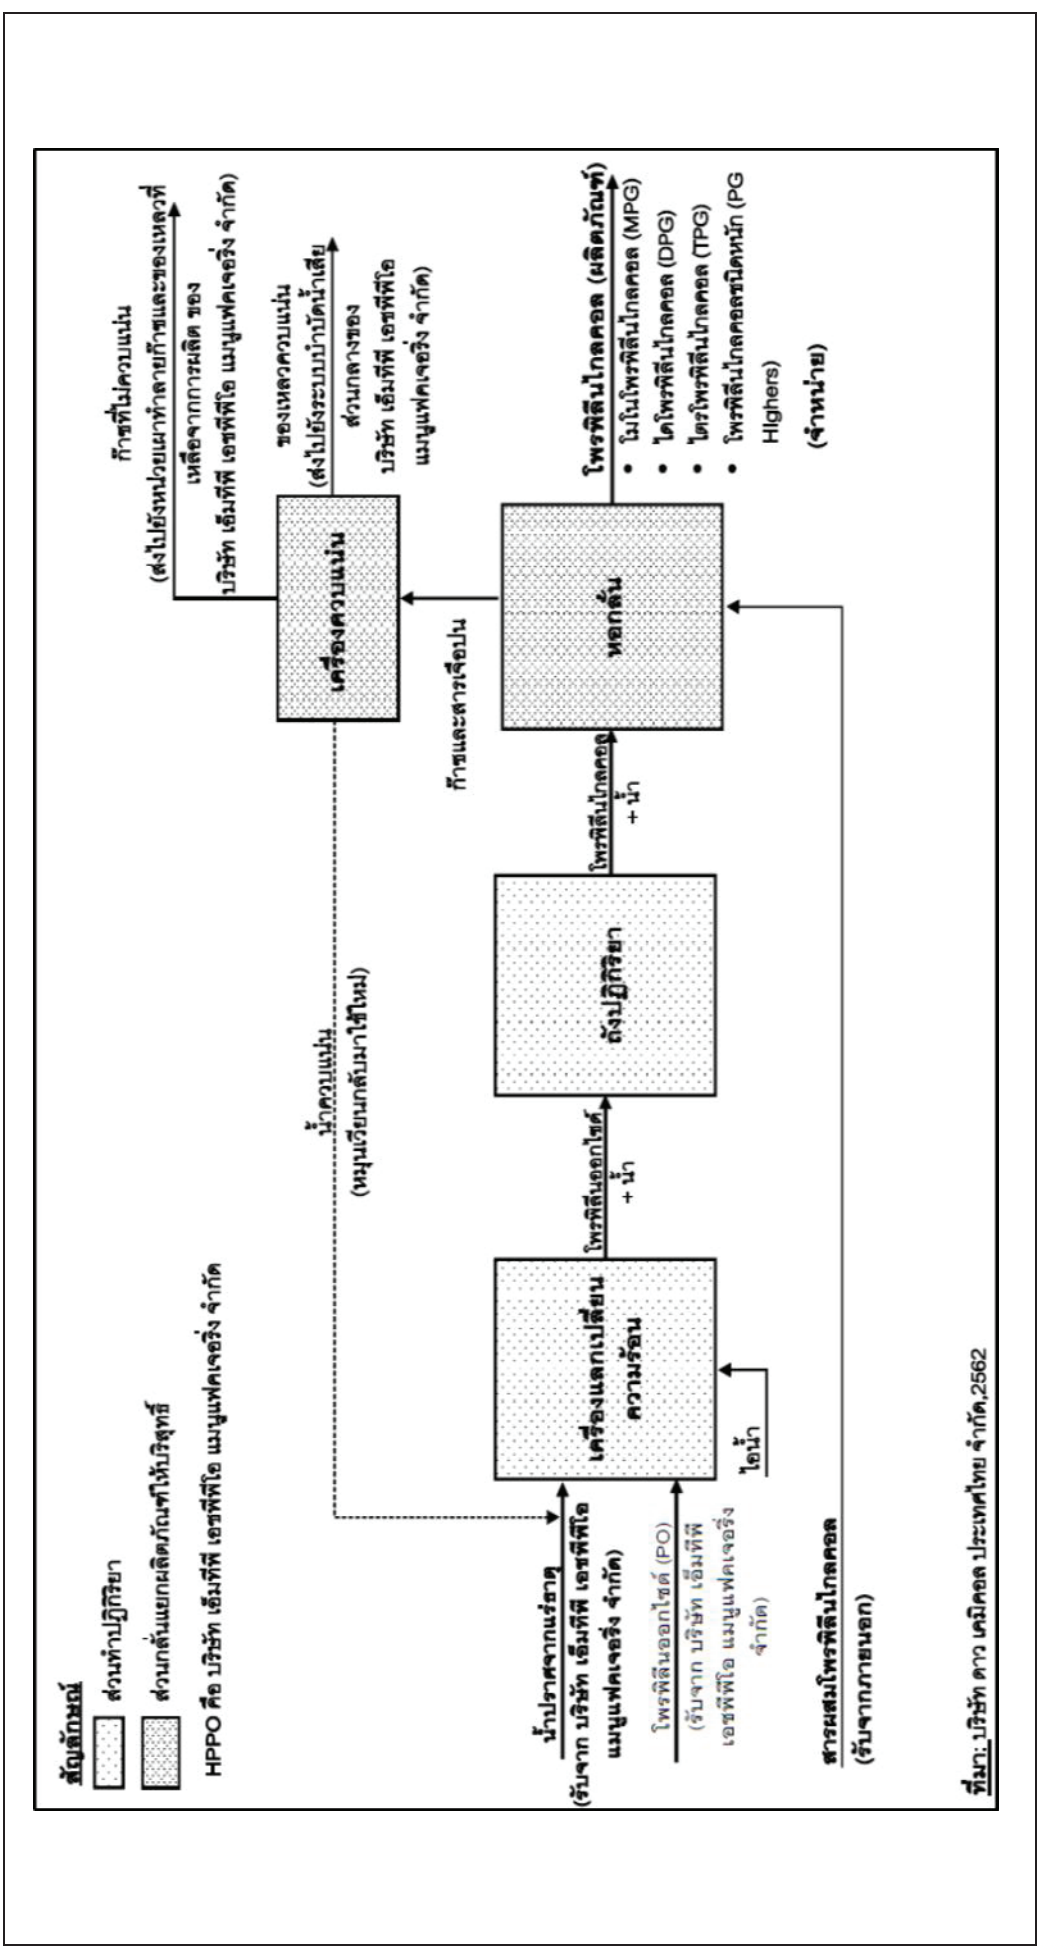 สัญลักษณ์
ส่วนทำปฏิกิริยา
ส่วนกลั่นแยกผลิตภัณฑ์ให้บริสุทธิ์
HPPO คือ บริษัท เอ็มทีพี เอชพีพีโอ แมนูแฟคเจอริ่ง จำกัด
ก๊าซที่ไม่ควบแน่น
(ส่งไปยังหน่วยเผาทำลายก๊าซและของเหลวที่
เหลือจากการผลิต ของ
บริษัท เอ็มทีพี เอชพีพีโอ แมนูแฟคเจอริ่ง จำกัด)
ของเหลวควบแน่น
(ส่งไปยังระบบบำบัดน้ำเสีย
ส่วนกลางของ
บริษัท เอ็มทีพี เอชพีพีโอ
แมนูแฟคเจอริ่ง จำกัด)
เครื่องควบแน่น
น้ำควบแน่น
(หมุนเวียนกลับมาใช้ใหม่)
ก๊าซและสารเจือปน
น้ำปราศจากแร่ธาตุ
(รับจาก บริษัท เอ็มทีพี เอชพีพีโอ
แมนูแฟคเจอริ่ง จำกัด)
โพรพิลีนออกไซด์ (PO)
(รับจาก บริษัท เอ็มทีพี
เอชพีพีโอ แมนูแฟคเจอริ่ง
จำกัด)
เครื่องแลกเปลี่ยน
ความร้อน
ไอน้ำ
โพรพิลีนออกไซด์
+ น้ำ
ถังปฏิกิริยา
โพรพิลีนไกลคอล
+ น้ำ
หอกลั่น
โพรพิลีนไกลคอล (ผลิตภัณฑ์)
• โมโนโพรพิลีนไกลคอล (MPG)
• ไดโพรพิลีนไกลคอล (DPG)
• ไตรโพรพิลีนไกลคอล (TPG)
• โพรพิลีนไกลคอลชนิดหนัก (PG
HIghers)
(จำหน่าย)
สารผสมโพรพิลีนไกลคอล
(รับจากภายนอก)
ที่มา: บริษัท ดาว เคมิคอล ประเทศไทย จำกัด,2562